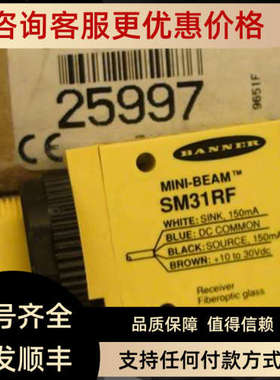 咨询客服更优惠价格
25997
9651F
BANNER
MINI-BEAM™
SM31RF
WHITE: SINK, 150mA
BLUE: DC COMMON
BLACK: SOURCE, 150mA
BROWN: +10 to 30vdc
Receiver
Fiberoptic glass
号齐全
品质保障 值得信赖
发顺丰
支持任何付款方式